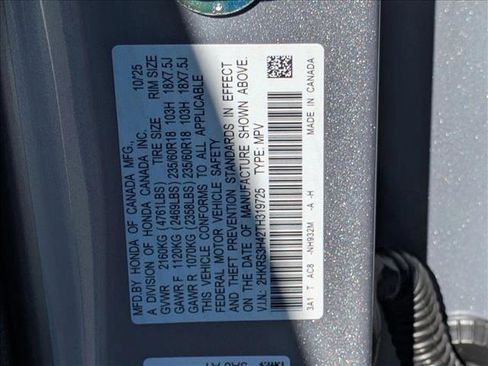 MFD. BY HONDA OF CANADA MFG., 10/25
A DIVISION OF HONDA CANADA INC.
GVWR 2160KG (4761LBS) TIRE SIZE RIM SIZE
GAWR F 1120KG (2469LBS) 235/60R18 103H 18X7.5J
GAWR R 1070KG (2358LBS) 235/60R18 103H 18X7.5J
THIS VEHICLE CONFORMS TO ALL APPLICABLE
FEDERAL MOTOR VEHICLE SAFETY AND
THEFT PREVENTION STANDARDS IN EFFECT
ON THE DATE OF MANUFACTURE SHOWN ABOVE.
V.I.N.: 2HKRS3H42TH319725 TYPE: MPV
3A1 T AC8 -NH932M -A -H MADE IN CANADA